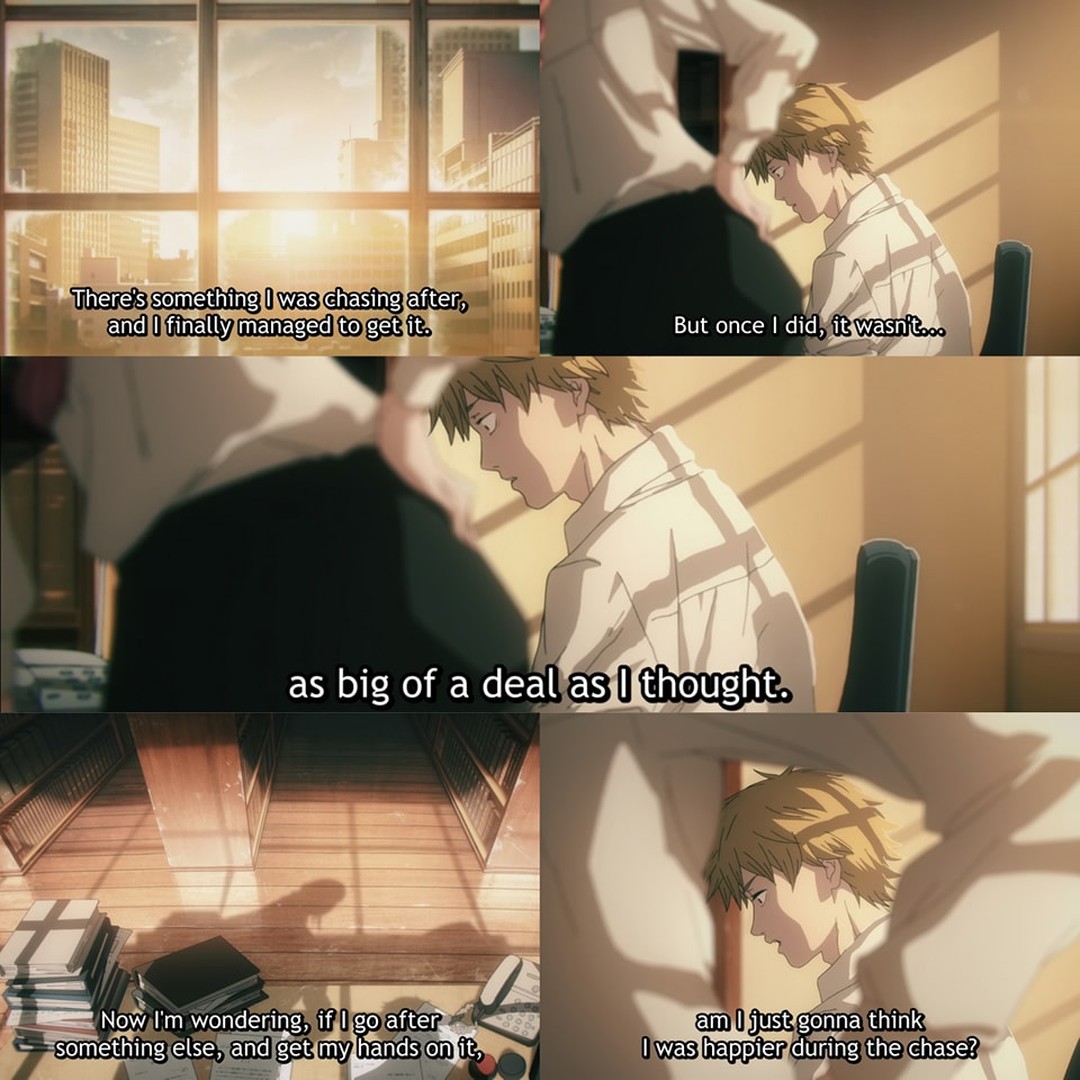 There's something I was chasing after,
and I finally managed to get it.
But once I did, it wasn't...
as big of a deal as I thought.
Now I'm wondering, if I go after
something else, and get my hands on it,
am I just gonna think
I was happier during the chase?